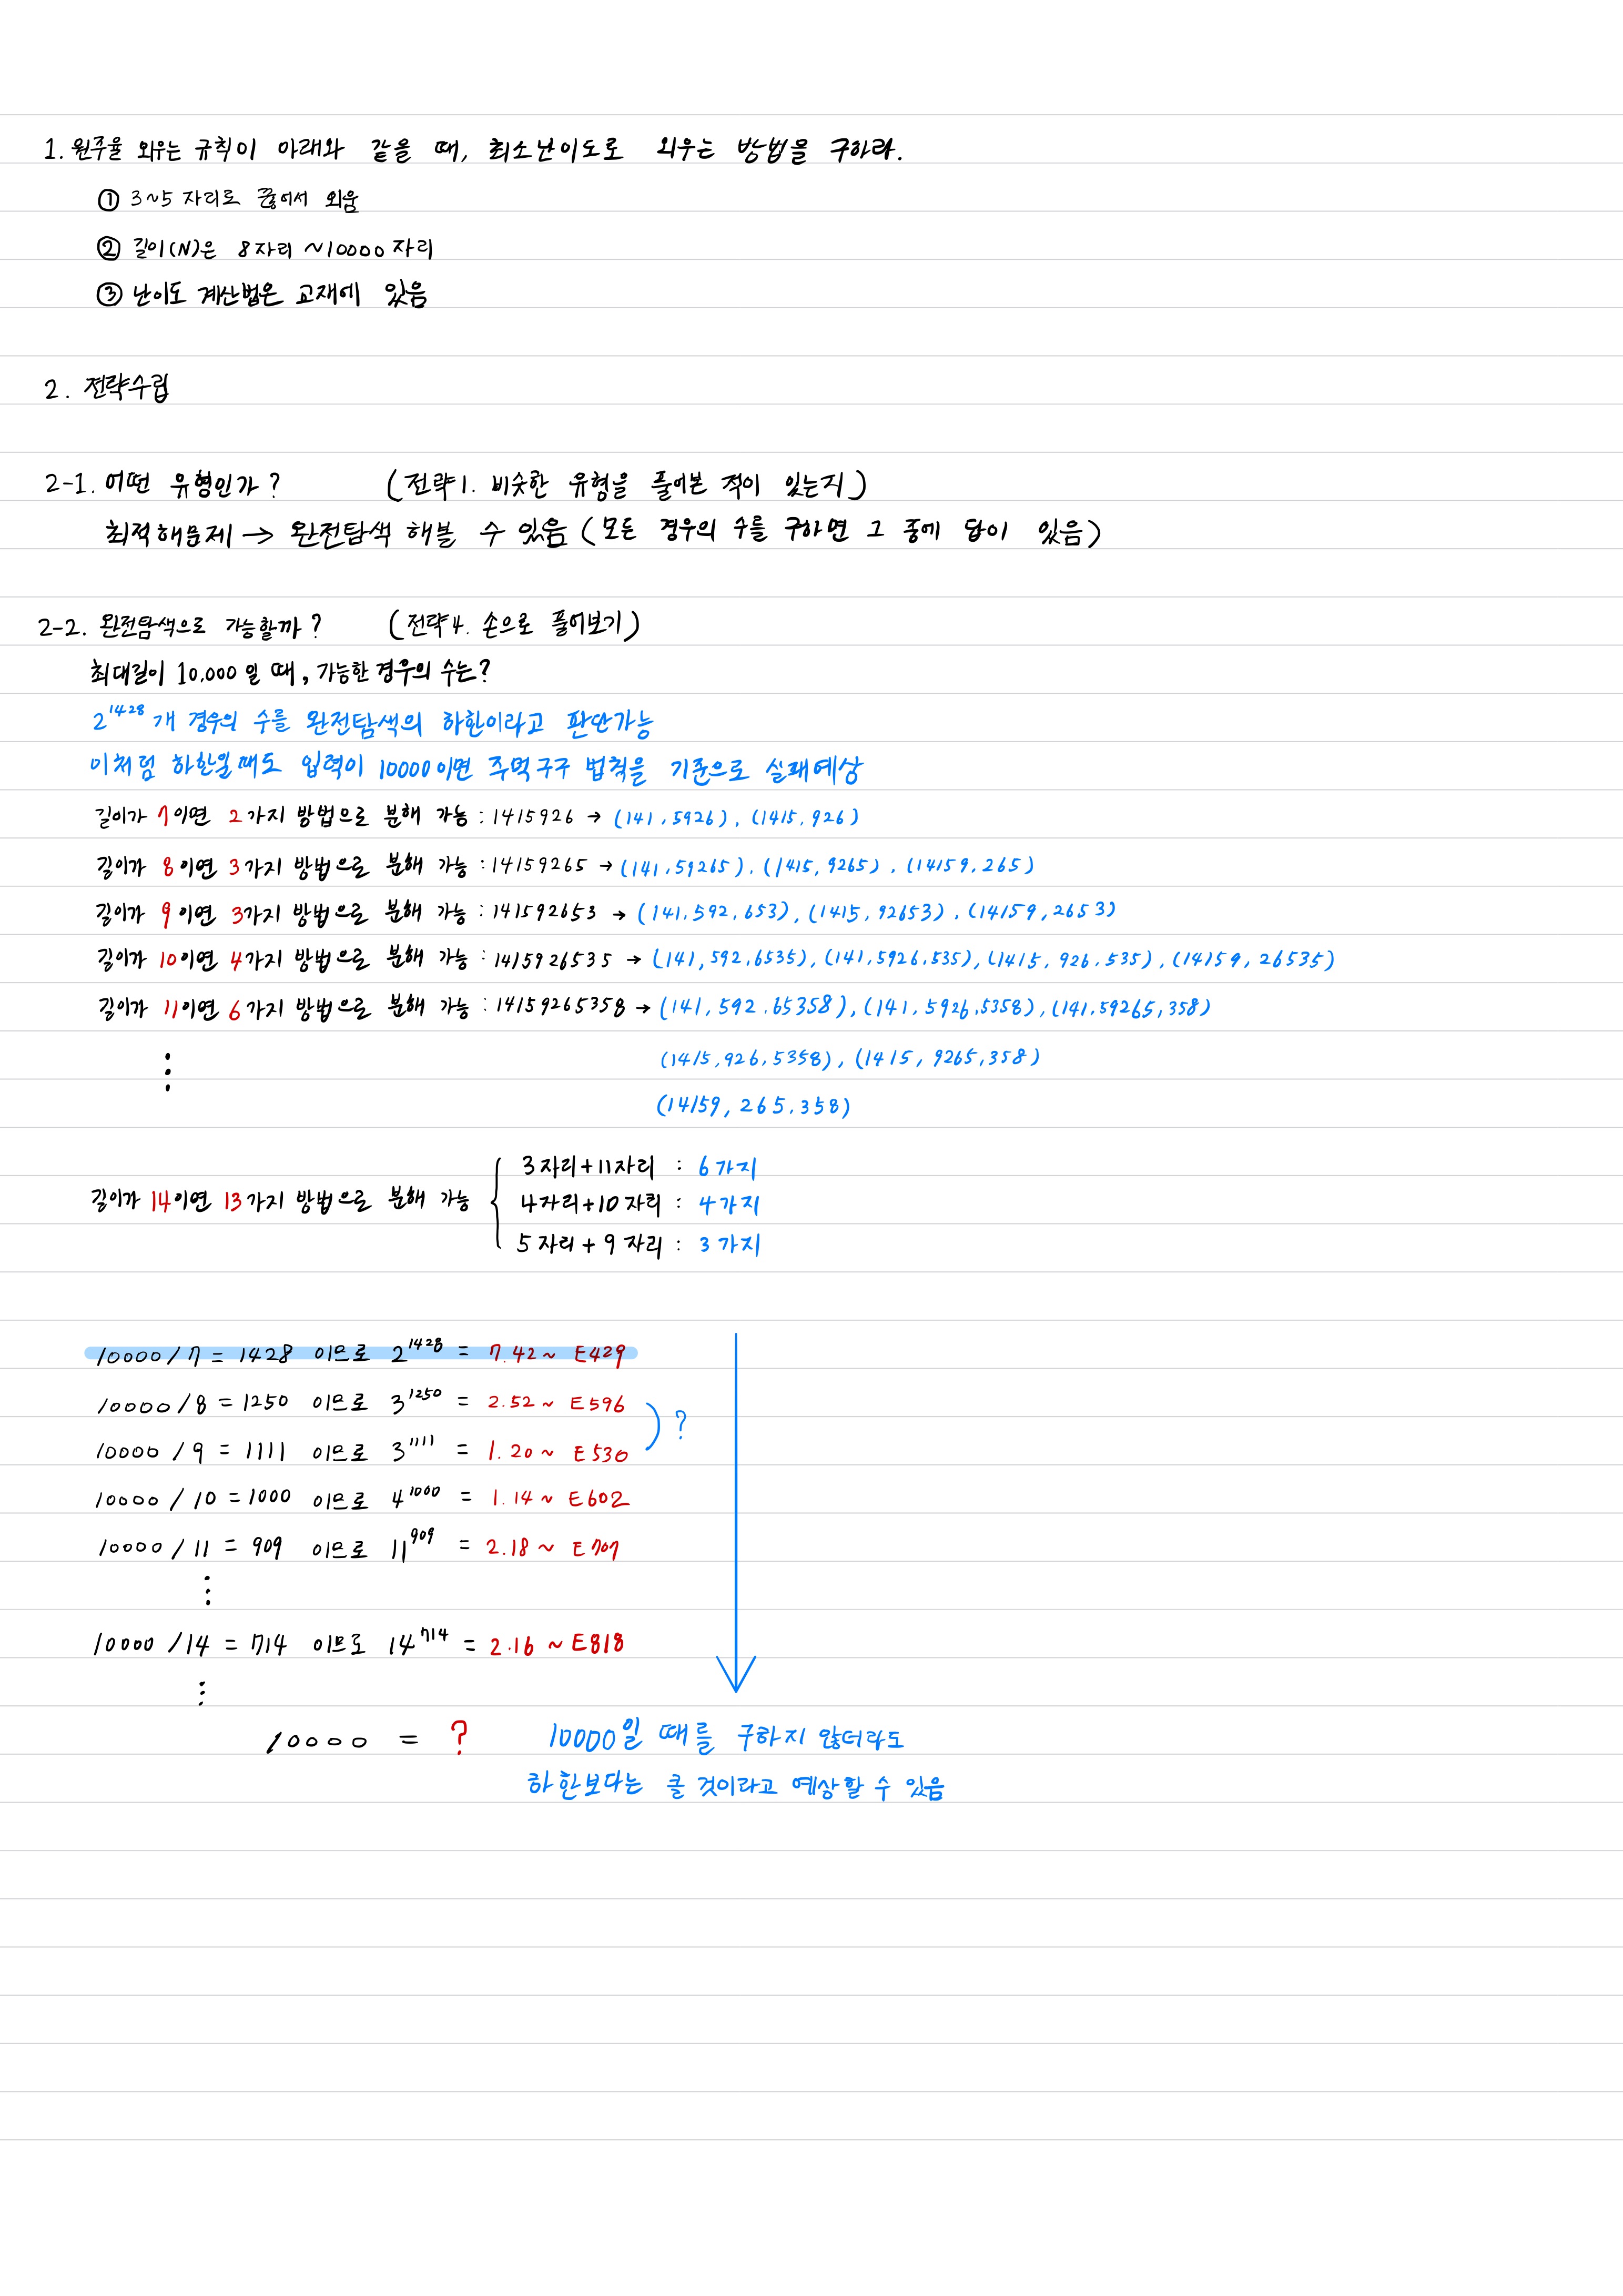 1. 원주율 외우는 규칙이 아래와 같을 때, 최소난이도로 외우는 방법을 구하라.
① 3~5 자리로 끊어서 외움
② 길이(N)은 8자리 ~10000자리
③ 난이도 계산법은 교재에 있음
2. 전략수립
2-1. 어떤 유형인가? (전략1. 비슷한 유형을 풀어본 적이 있는지)
최적해문제 → 완전탐색 해볼 수 있음 (모든 경우의 수를 구하면 그 중에 답이 있음)
2-2. 완전탐색으로 가능할까? (전략4. 손으로 풀어보기)
최대길이 10,000 일 때, 가능한 경우의 수는?
2^1428 개 경우의 수를 완전탐색의 하한이라고 판단가능
이처럼 하한일때도 입력이 10000이면 주먹구구 법칙을 기준으로 실패예상
길이가 7이면 2가지 방법으로 분해 가능 : 1415926 → (141,5926), (1415,926)
길이가 8이면 3가지 방법으로 분해 가능 : 14159265 → (141,59265), (1415,9265), (14159,265)
길이가 9이면 3가지 방법으로 분해 가능 : 141592653 → (141,592,653), (1415,92653), (14159,2653)
길이가 10이면 4가지 방법으로 분해 가능 : 1415926535 → (141,592,6535), (141,5926,535), (1415,926,535), (14159,26535)
길이가 11이면 6가지 방법으로 분해 가능 : 14159265358 → (141,592,65358), (141,5926,5358), (141,59265,358)
(1415,926,5358), (1415,9265,358)
(14159,265,358)
3자리+11자리 : 6가지
길이가 14이면 13가지 방법으로 분해 가능 4자리+10자리 : 4가지
5자리+9자리 : 3가지
10000/7 = 1428 이므로 2^1428 = 7.42~ E429
10000/8 = 1250 이므로 3^1250 = 2.52~ E596
10000/9 = 1111 이므로 3^1111 = 1.20~ E530 ) ?
10000/10 = 1000 이므로 4^1000 = 1.14~ E602
10000/11 = 909 이므로 11^909 = 2.18~ E707
10000/14 = 714 이므로 14^714 = 2.16 ~E818
10000 = ? 10000일 때를 구하지 않더라도
하한보다는 클 것이라고 예상할 수 있음